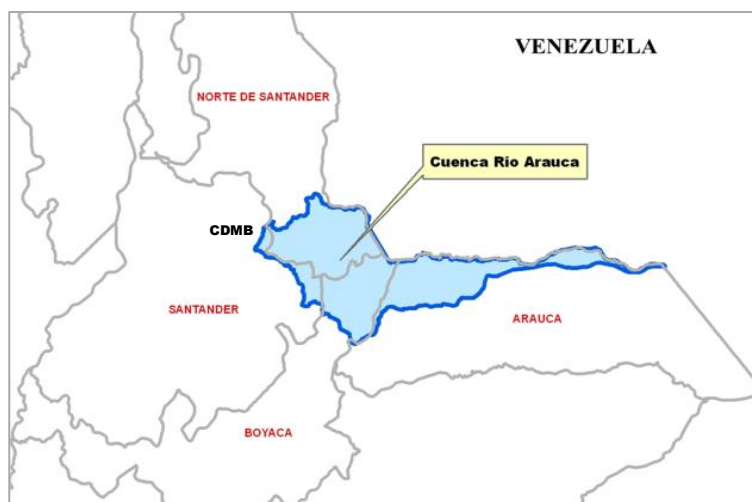 VENEZUELA
NORTE DE SANTANDER
Cuenca Rio Arauca
CDMB
SANTANDER
ARAUCA
BOYACA